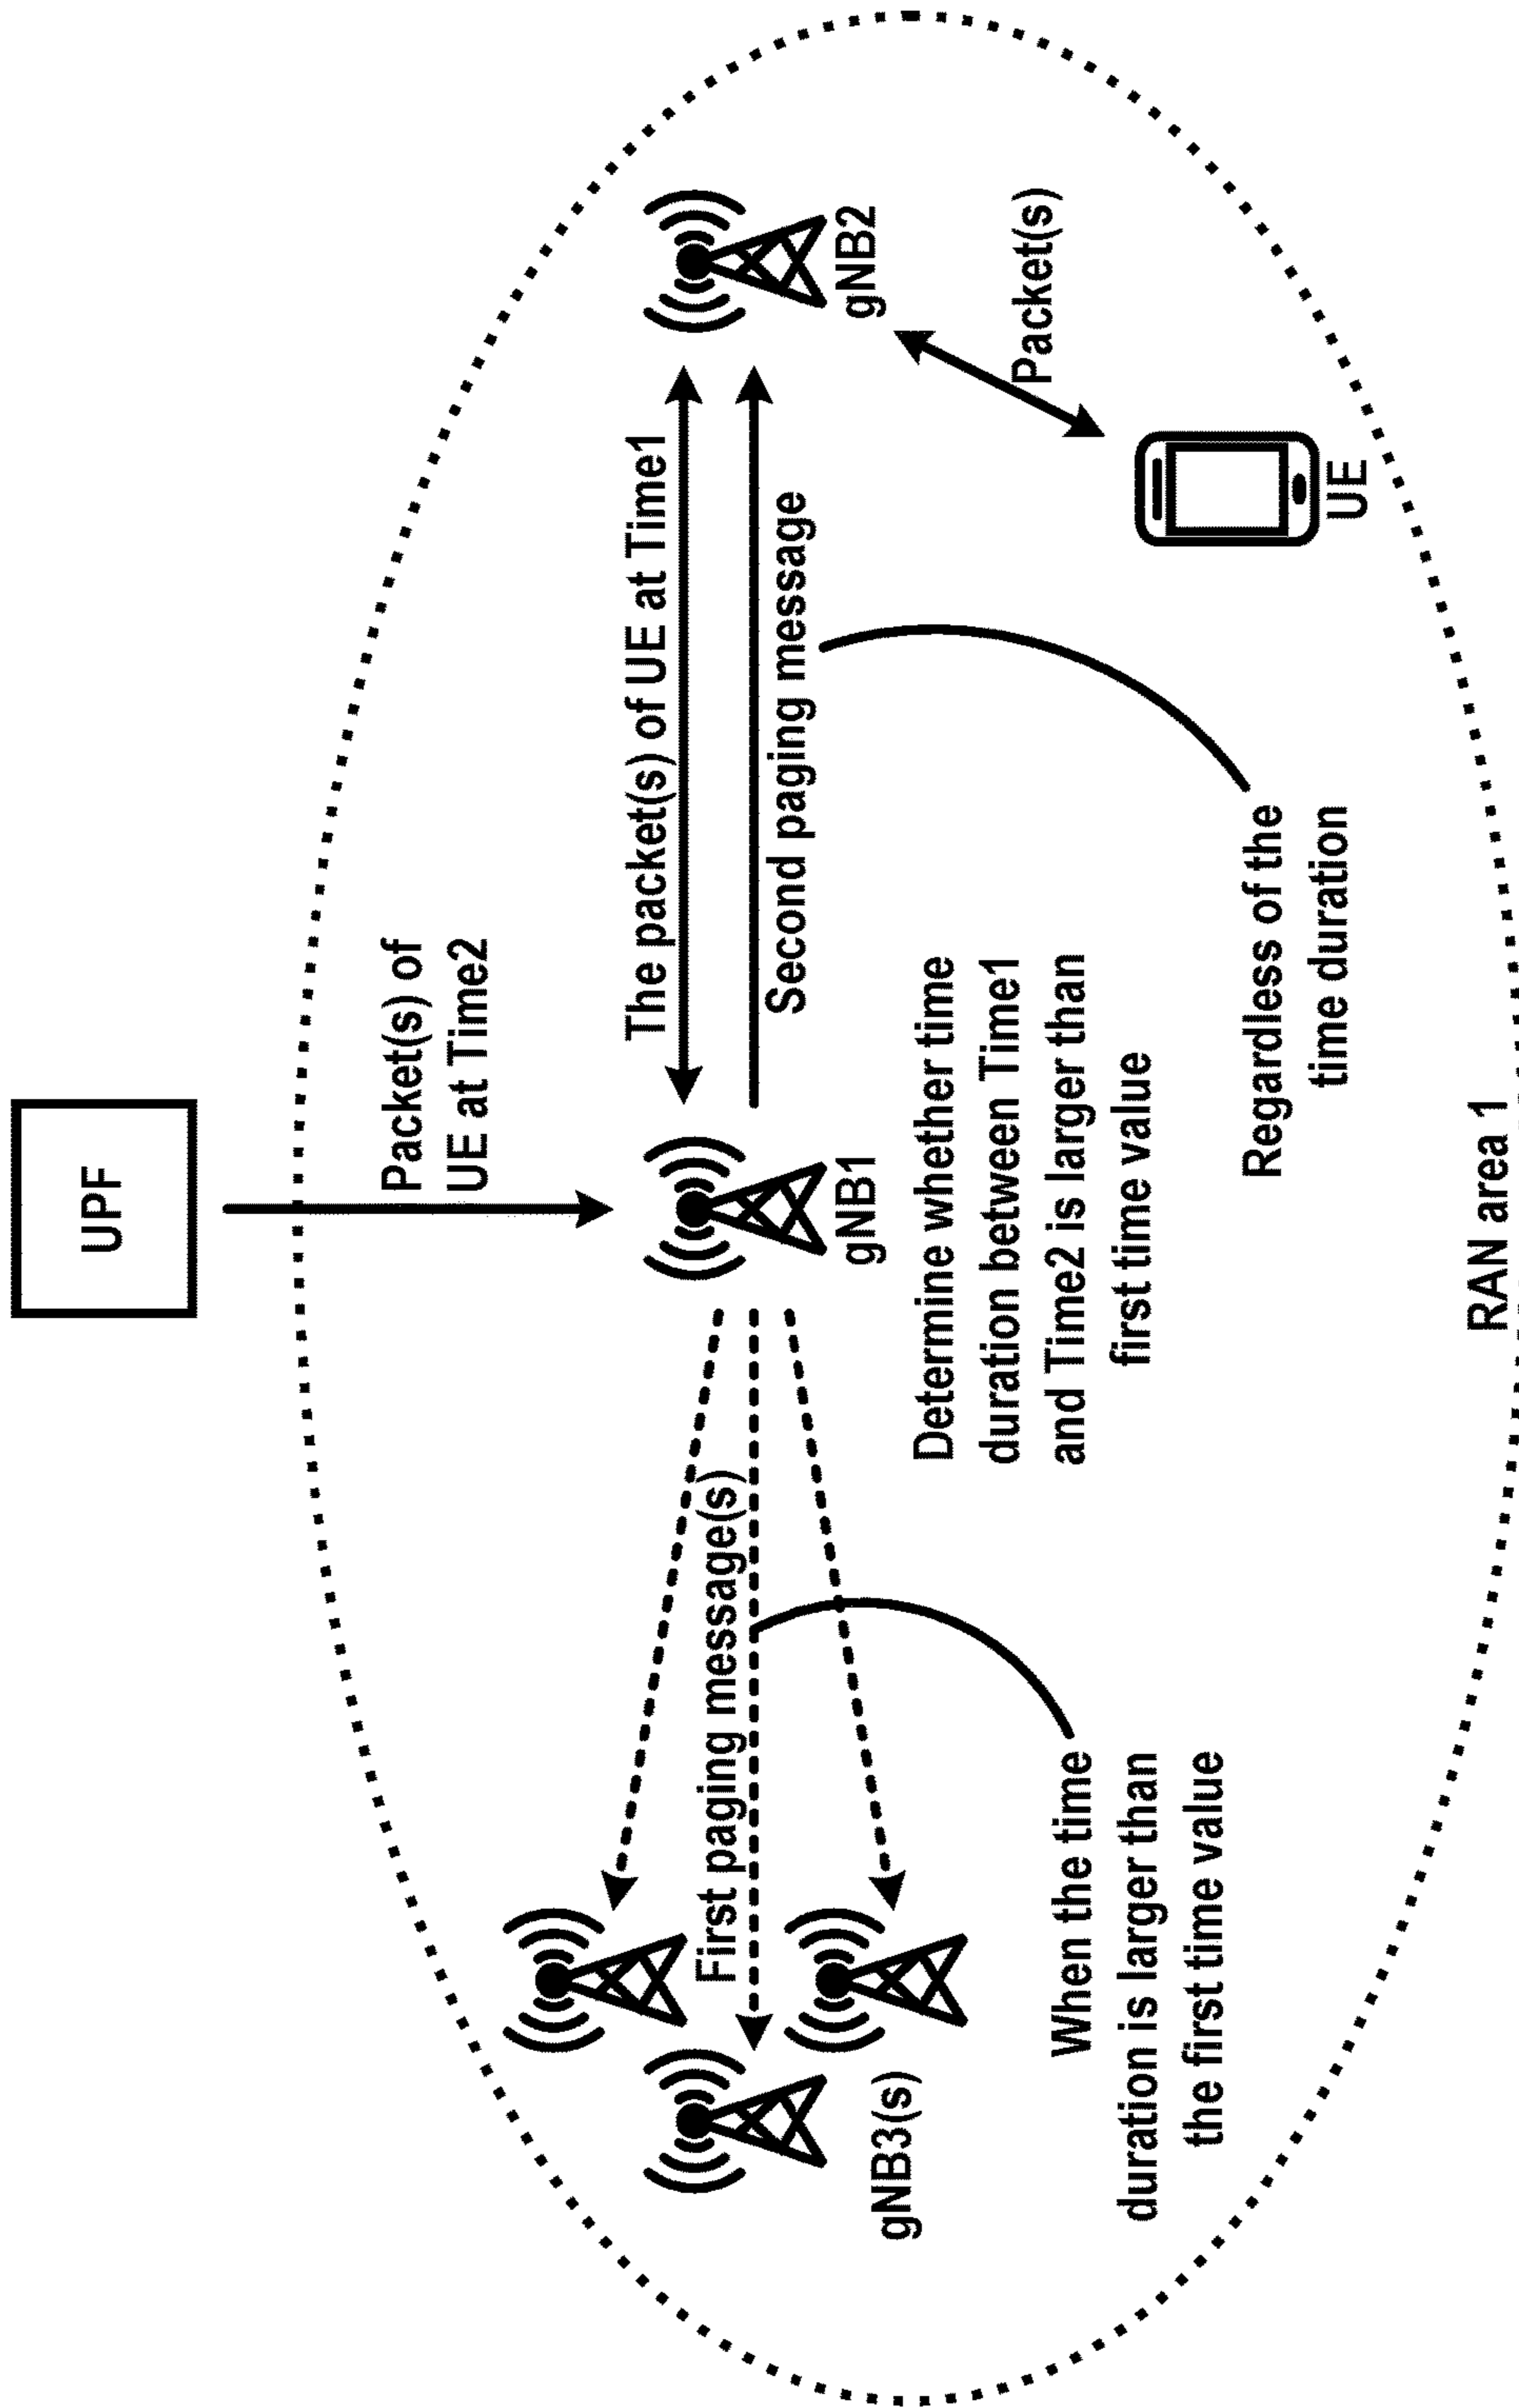 UPF
Packet(s) of
UE at Time2
The packet(s) of UE at Time1
Second paging message
First paging message(s)
gNB1
gNB2
gNB3(s)
Packet(s)
UE
Determine whether time
duration between Time1
and Time2 is larger than
first time value
When the time
duration is larger than
the first time value
Regardless of the
time duration
RAN area 1